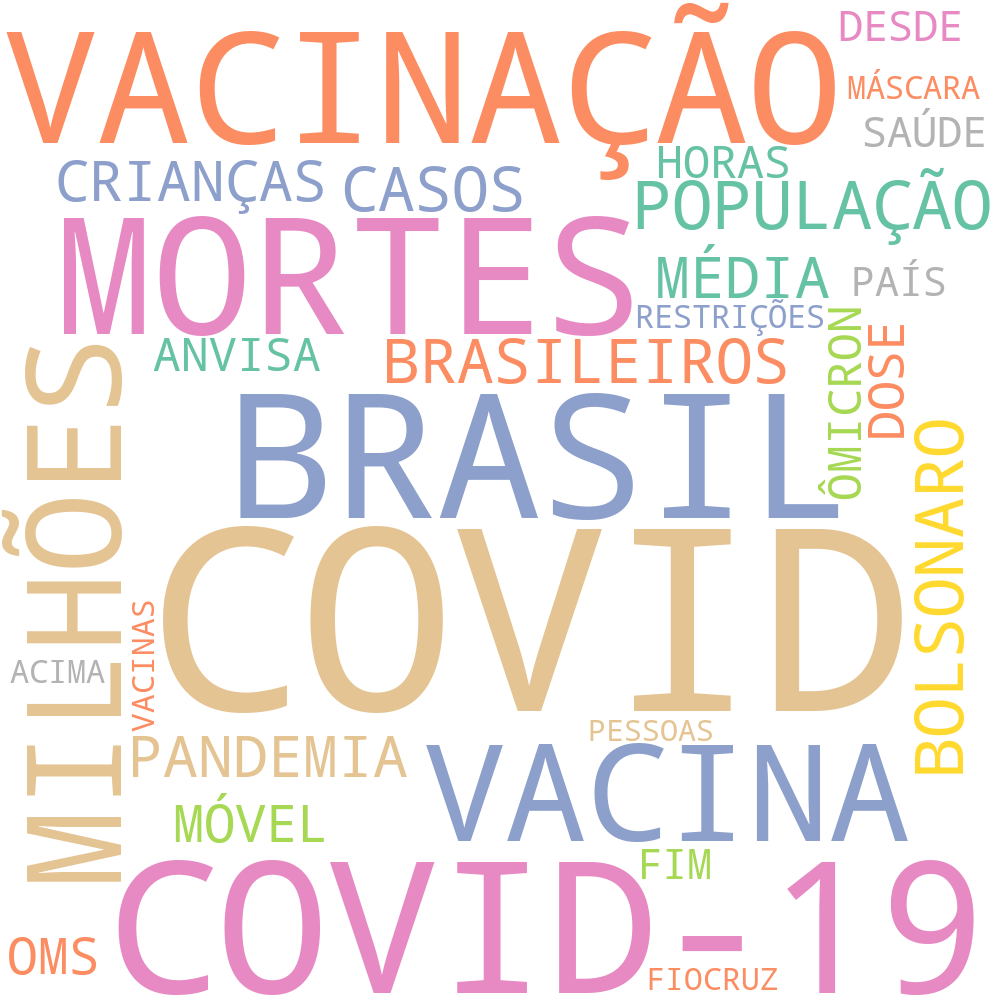 VACINAÇÃO
DESDE
MÁSCARA
SAÚDE
HORAS
CRIANÇAS
CASOS
POPULAÇÃO
MORTES
MÉDIA
PAÍS
RESTRIÇÕES
ANVISA
BRASILEIROS
ÔMICRON
DOSE
MILHÕES
BRASIL
BOLSONARO
COVID
ACIMA
VACINAS
PESSOAS
PANDEMIA
VACINA
MÓVEL
FIM
COVID-19
OMS
FIOCRUZ